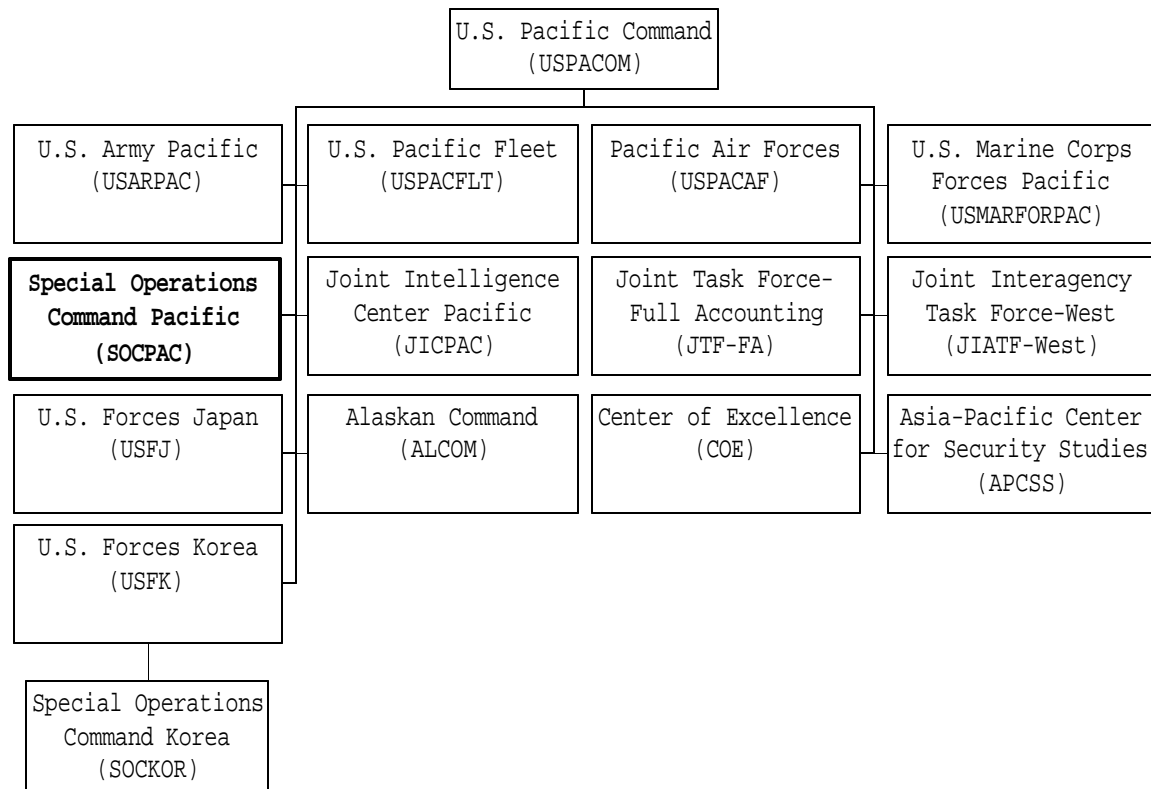 U.S. Pacific Command
(USPACOM)
U.S. Army Pacific
(USARPAC)
U.S. Pacific Fleet
(USPACFLT)
Pacific Air Forces
(USPACAF)
U.S. Marine Corps
Forces Pacific
(USMARFORPAC)
Special Operations
Command Pacific
(SOCPAC)
Joint Intelligence
Center Pacific
(JICPAC)
Joint Task Force-
Full Accounting
(JTF-FA)
Joint Interagency
Task Force-West
(JIATF-West)
U.S. Forces Japan
(USFJ)
Alaskan Command
(ALCOM)
Center of Excellence
(COE)
Asia-Pacific Center
for Security Studies
(APCSS)
U.S. Forces Korea
(USFK)
Special Operations
Command Korea
(SOCKOR)